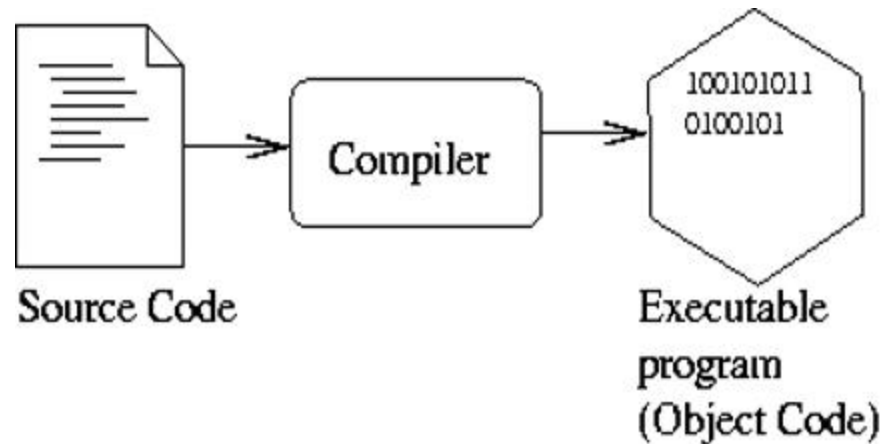 100101011
0100101
Compiler
Source Code
Executable
program
(Object Code)